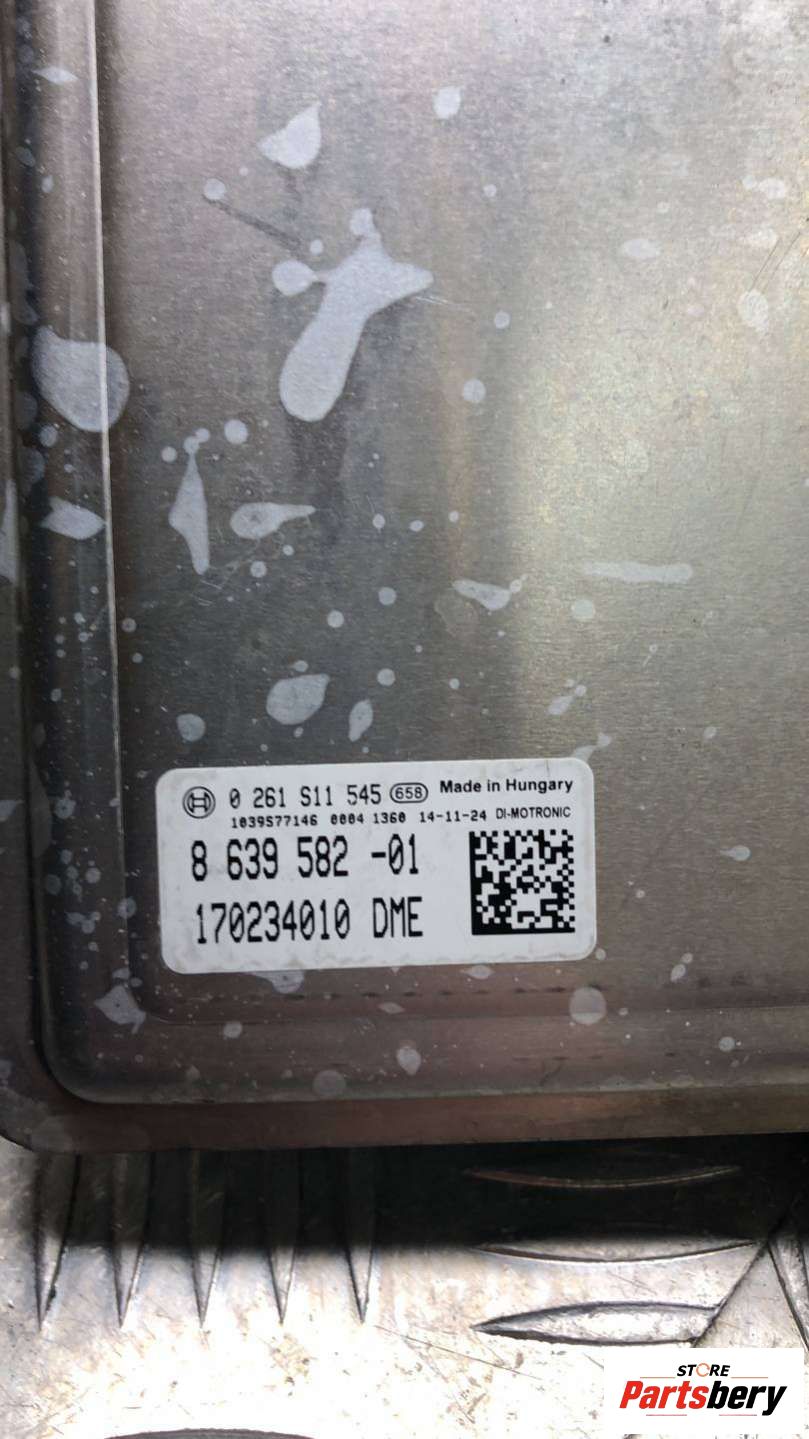 0 261 S11 545 658 Made in Hungary
1039S77146 0004 1360 14-11-24 DI-MOTRONIC
8 639 582 -01
170234010 DME
STORE
Partsbery